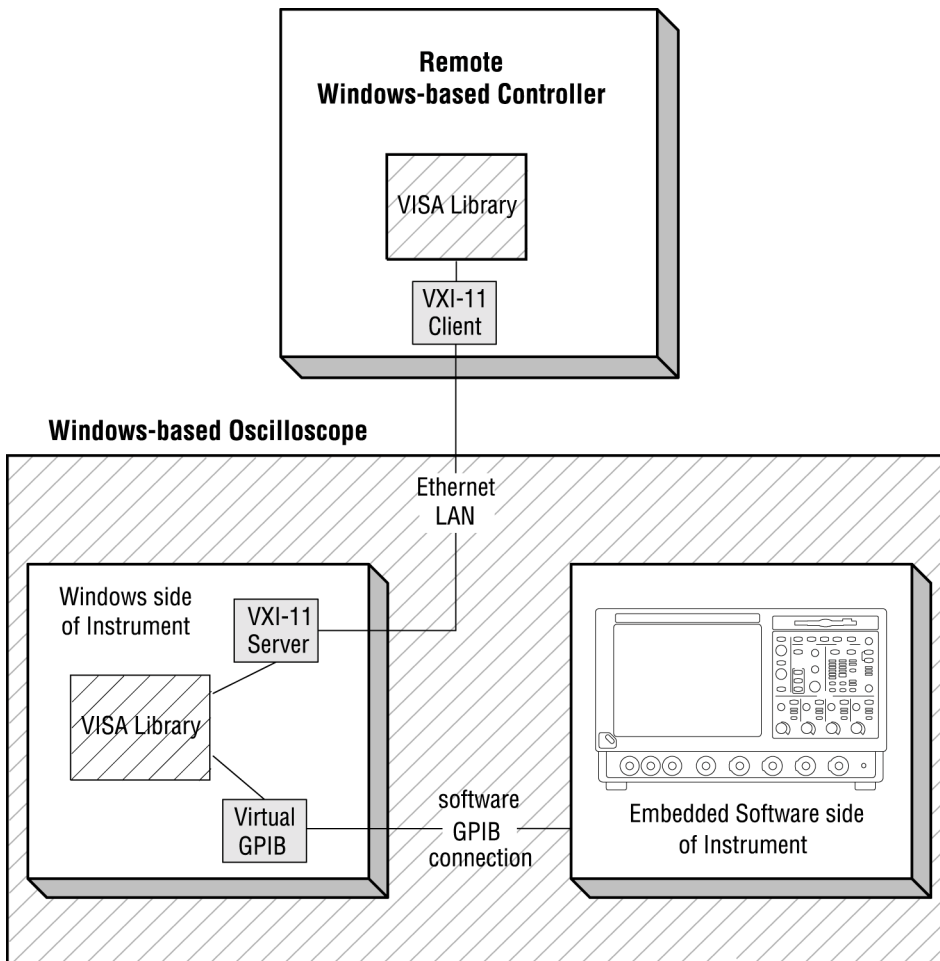 Remote
Windows-based Controller
VISA Library
VXI-11
Client
Windows-based Oscilloscope
Ethernet
LAN
Windows side
of Instrument
VXI-11
Server
VISA Library
Virtual
GPIB
software
GPIB
connection
Embedded Software side
of Instrument